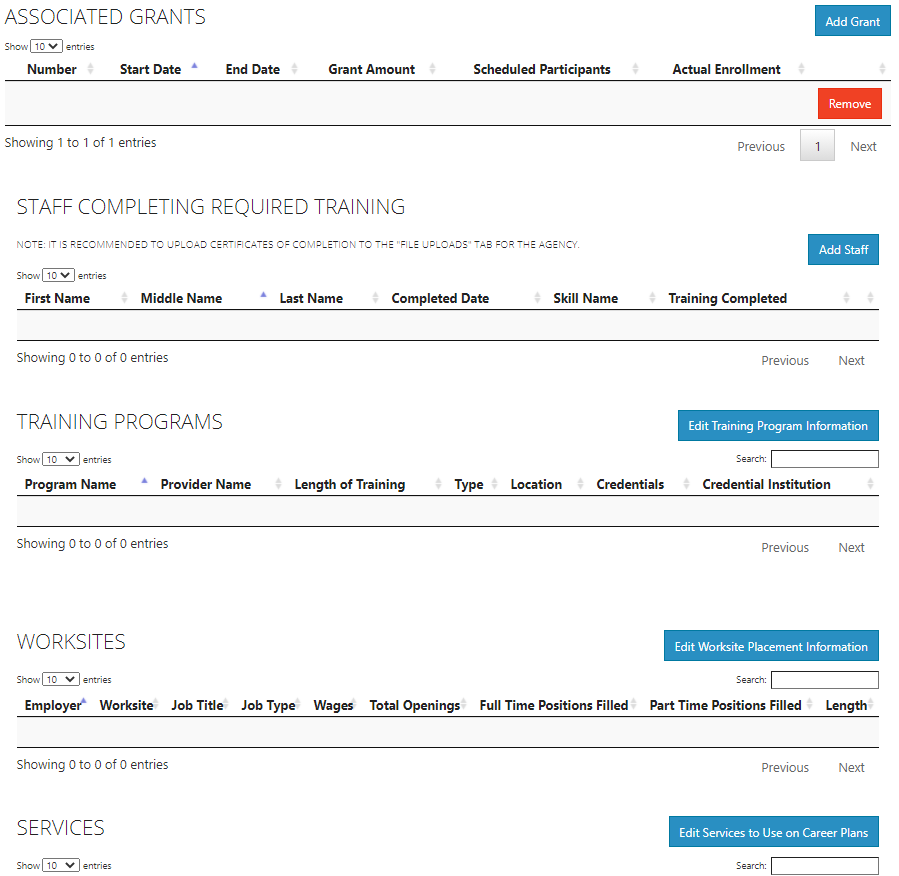 ASSOCIATED GRANTS
Add Grant
Show 10 entries
Number Start Date End Date Grant Amount Scheduled Participants Actual Enrollment
Remove
Showing 1 to 1 of 1 entries
Previous 1 Next
STAFF COMPLETING REQUIRED TRAINING
NOTE: IT IS RECOMMENDED TO UPLOAD CERTIFICATES OF COMPLETION TO THE "FILE UPLOADS" TAB FOR THE AGENCY.
Add Staff
Show 10 entries
First Name Middle Name Last Name Completed Date Skill Name Training Completed
Showing 0 to 0 of 0 entries
Previous Next
TRAINING PROGRAMS
Edit Training Program Information
Show 10 entries
Search:
Program Name Provider Name Length of Training Type Location Credentials Credential Institution
Showing 0 to 0 of 0 entries
Previous Next
WORKSITES
Edit Worksite Placement Information
Show 10 entries
Search:
Employer Worksite Job Title Job Type Wages Total Openings Full Time Positions Filled Part Time Positions Filled Length
Showing 0 to 0 of 0 entries
Previous Next
SERVICES
Edit Services to Use on Career Plans
Show 10 entries
Search: